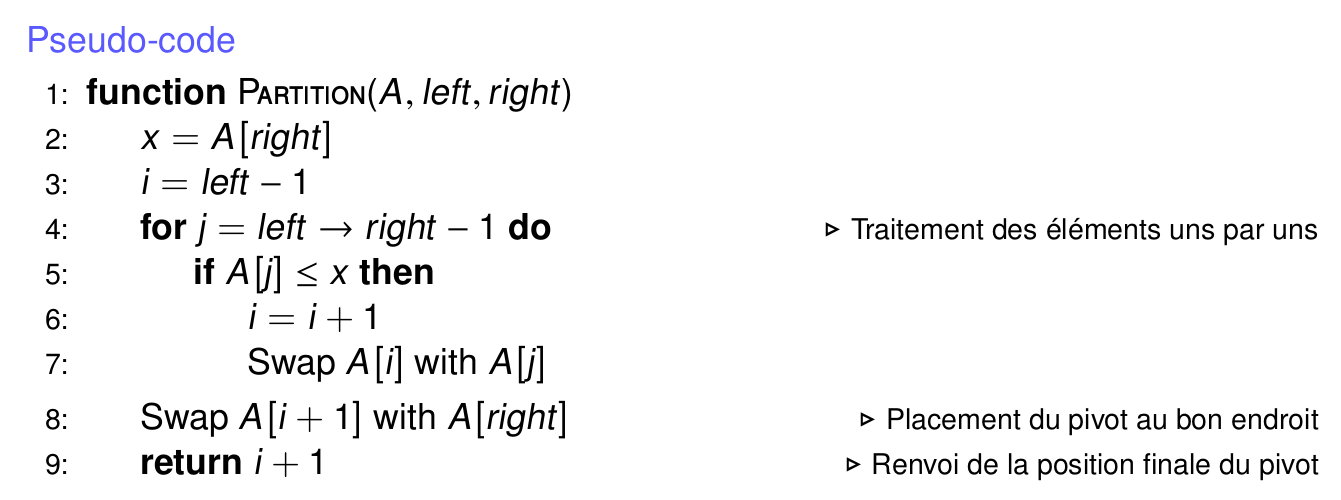 Pseudo-code
1: function PARTITION(A, left, right)
2: x = A[right]
3: i = left − 1
4: for j = left → right − 1 do ▷ Traitement des éléments uns par uns
5: if A[j] ≤ x then
6: i = i + 1
7: Swap A[i] with A[j]
8: Swap A[i + 1] with A[right] ▷ Placement du pivot au bon endroit
9: return i + 1 ▷ Renvoi de la position finale du pivot